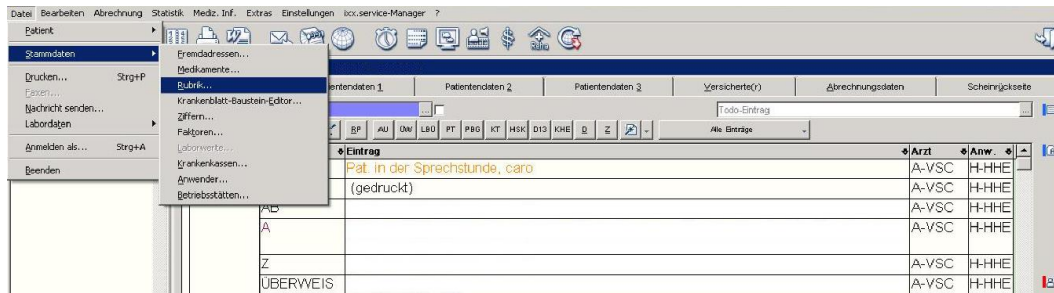 Datei Bearbeiten Abrechnung Statistik Mediz. Inf. Extras Einstellungen ixx.service-Manager ?
Patient
Stammdaten
Drucken... Strg+P
Faxen...
Nachricht senden...
Labordaten
Anmelden als... Strg+A
Beenden
Fremdadressen...
Medikamente...
Rubrik...
Krankenblatt-Baustein-Editor...
Ziffern...
Faktoren...
Laborwerte...
Krankenkassen...
Anwender...
Betriebsstätten...
entendaten 1 Patientendaten 2 Patientendaten 3 Versicherte(r) Abrechnungsdaten Scheinrückseite
... Todo-Eintrag ...
RP AU ÜW LBO PT PBG KT HSK D13 KHE D Z Alle Einträge
Eintrag Arzt Anw.
Pat. in der Sprechstunde, caro A-VSC H-HHE
(gedruckt) A-VSC H-HHE
AB A-VSC H-HHE
A A-VSC H-HHE
Z A-VSC H-HHE
ÜBERWEIS A-VSC H-HHE